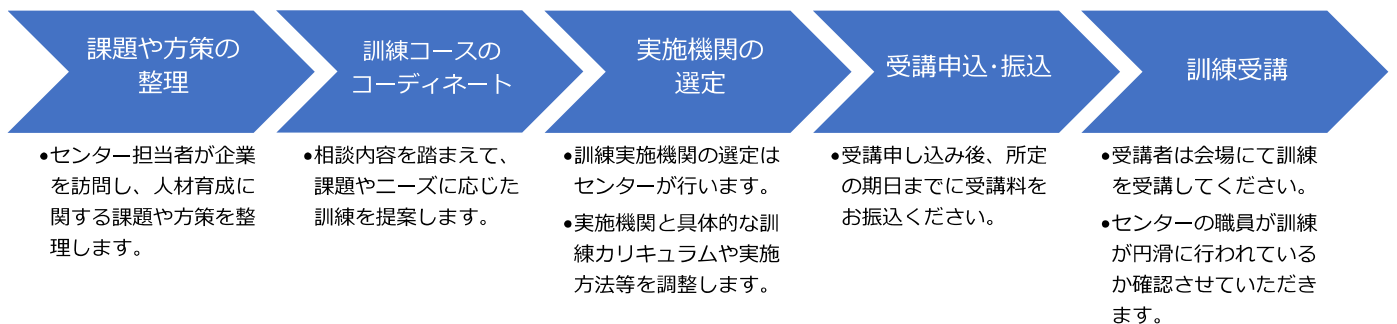 課題や方策の
整理
訓練コースの
コーディネート
実施機関の
選定
受講申込・振込
訓練受講
•センター担当者が企業
を訪問し、人材育成に
関する課題や方策を整
理します。
•相談内容を踏まえて、
課題やニーズに応じた
訓練を提案します。
•訓練実施機関の選定は
センターが行います。
•実施機関と具体的な訓
練カリキュラムや実施
方法等を調整します。
•受講申し込み後、所定
の期日までに受講料を
お振込ください。
•受講者は会場にて訓練
を受講してください。
•センターの職員が訓練
が円滑に行われている
か確認させていただき
ます。